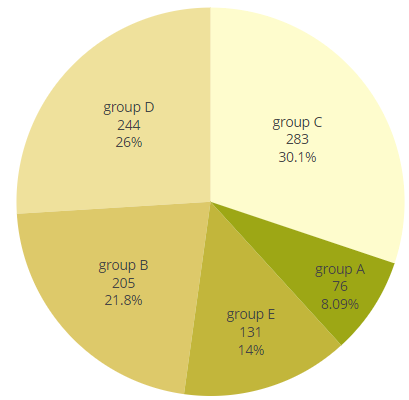 group D
244
26%
group C
283
30.1%
group B
205
21.8%
group A
76
8.09%
group E
131
14%